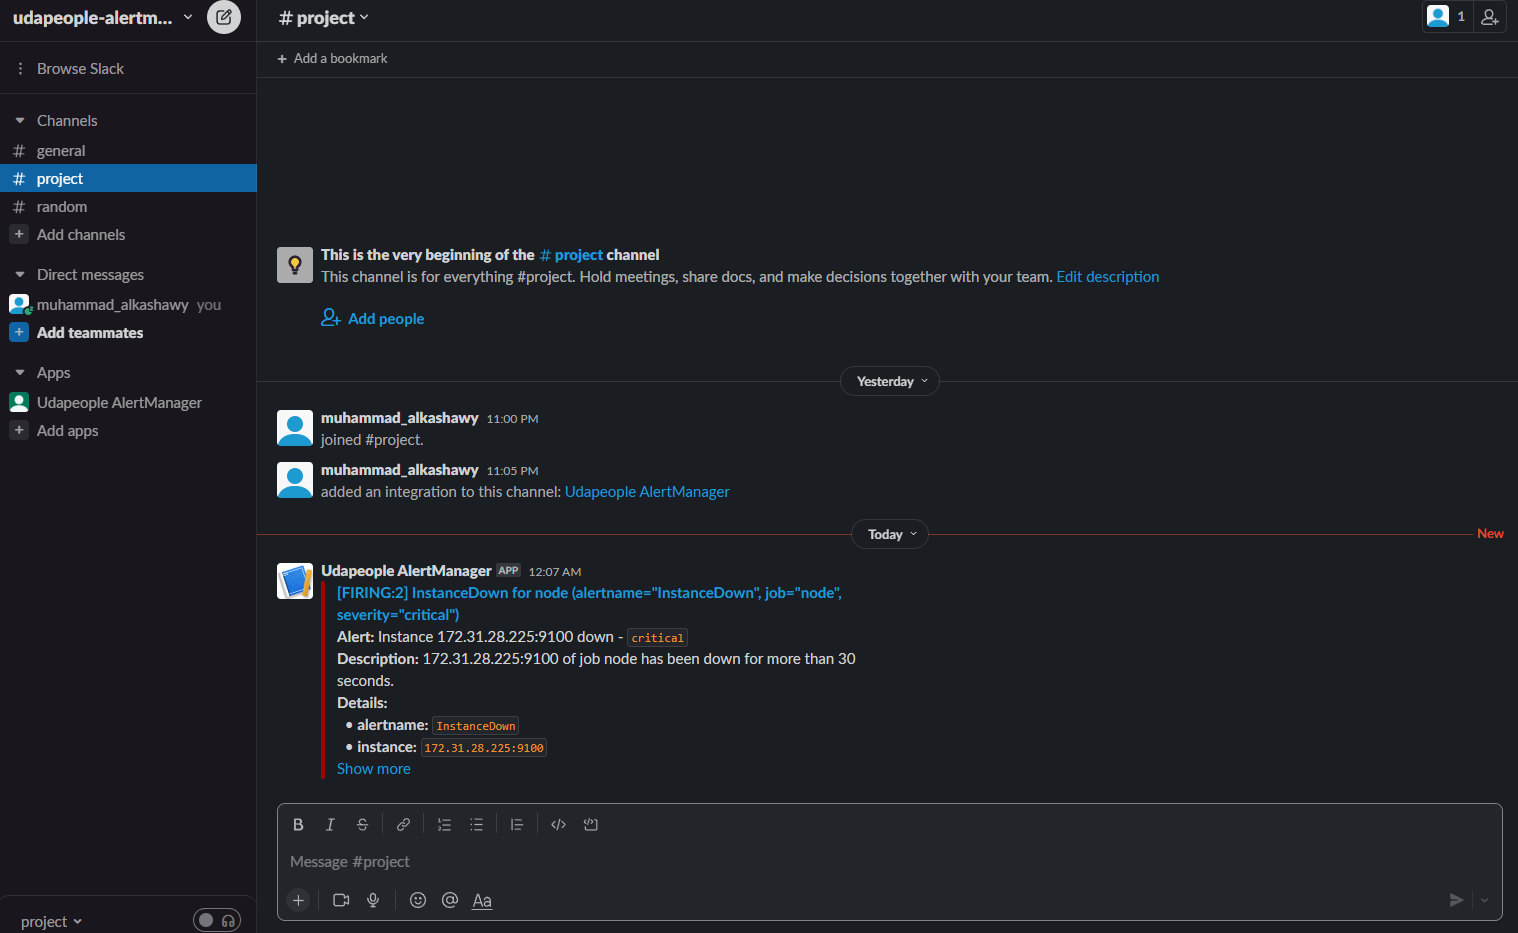 udapeople-alertm...
Browse Slack
Channels
# general
# project
# random
+ Add channels
Direct messages
muhammad_alkashawy you
+ Add teammates
Apps
Udapeople AlertManager
+ Add apps
project
# project
1
+ Add a bookmark
This is the very beginning of the # project channel
This channel is for everything #project. Hold meetings, share docs, and make decisions together with your team. Edit description
Add people
Yesterday
muhammad_alkashawy 11:00 PM
joined #project.
muhammad_alkashawy 11:05 PM
added an integration to this channel: Udapeople AlertManager
Today
New
Udapeople AlertManager APP 12:07 AM
[FIRING:2] InstanceDown for node (alertname="InstanceDown", job="node",
severity="critical")
Alert: Instance 172.31.28.225:9100 down - critical
Description: 172.31.28.225:9100 of job node has been down for more than 30
seconds.
Details:
• alertname: InstanceDown
• instance: 172.31.28.225:9100
Show more
B I S
Message #project
+ @ Aa